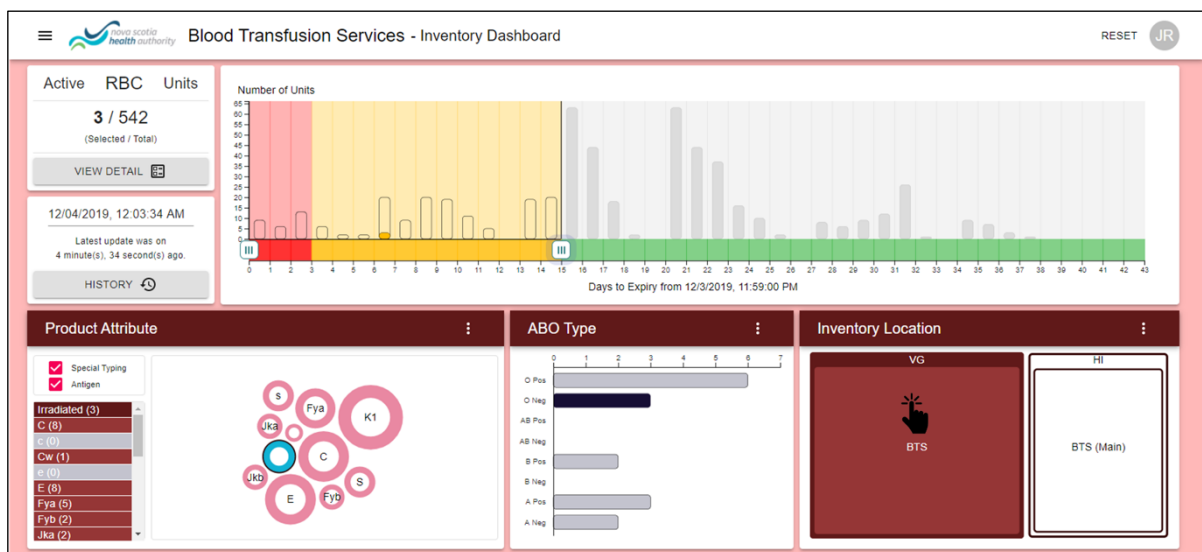 nova scotia
health authority
Blood Transfusion Services - Inventory Dashboard
RESET
JR
Active RBC Units
3 / 542
(Selected / Total)
VIEW DETAIL
12/04/2019, 12:03:34 AM
Latest update was on
4 minute(s), 34 second(s) ago.
HISTORY
Number of Units
65
60
55
50
45
40
35
30
25
20
15
10
5
0
0 1 2 3 4 5 6 7 8 9 10 11 12 13 14 15 16 17 18 19 20 21 22 23 24 25 26 27 28 29 30 31 32 33 34 35 36 37 38 39 40 41 42 43
Days to Expiry from 12/3/2019, 11:59:00 PM
Product Attribute
Special Typing
Antigen
Irradiated (3)
C (8)
c (0)
Cw (1)
e (0)
E (8)
Fya (5)
Fyb (2)
Jka (2)
s
Fya
K1
Jka
C
Jkb
S
E
Fyb
ABO Type
0 1 2 3 4 5 6 7
O Pos
O Neg
AB Pos
AB Neg
B Pos
B Neg
A Pos
A Neg
Inventory Location
VG
BTS
HI
BTS (Main)